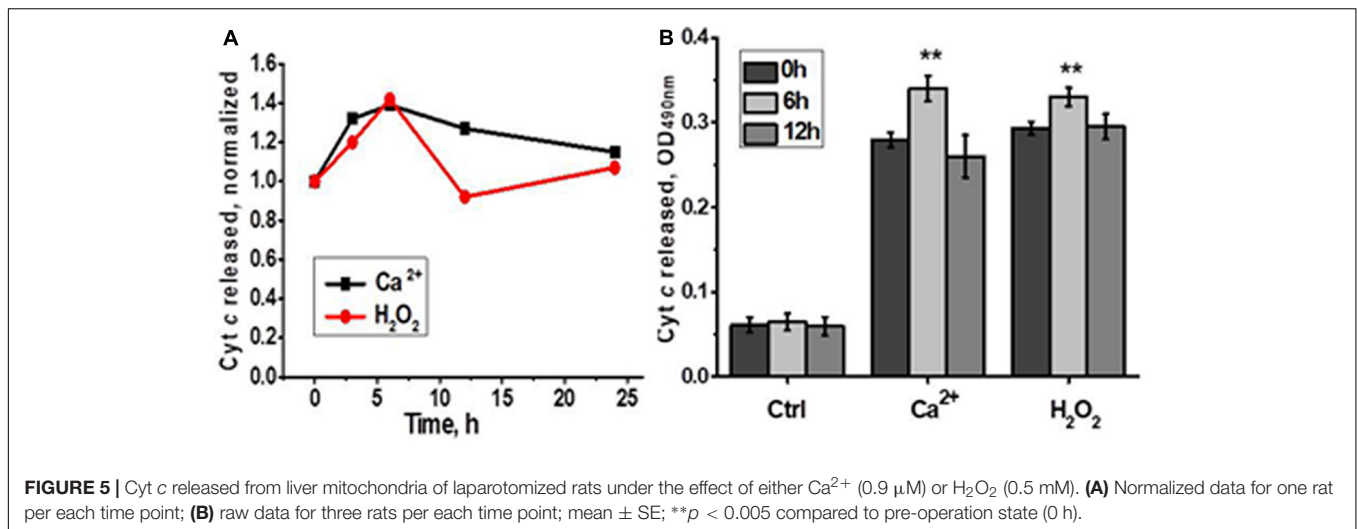 A
Cyt c released, normalized
1.6
1.4
1.2
1.0
0.8
0.6
0.4
0.2
0.0
Ca2+
H2O2
0 5 10 15 20 25
Time, h
B
Cyt c released, OD490nm
0.4
0.3
0.2
0.1
0.0
0h
6h
12h
** **
Ctrl Ca2+ H2O2
FIGURE 5 | Cyt c released from liver mitochondria of laparotomized rats under the effect of either Ca2+ (0.9 μM) or H2O2 (0.5 mM). (A) Normalized data for one rat
per each time point; (B) raw data for three rats per each time point; mean ± SE; **p < 0.005 compared to pre-operation state (0 h).